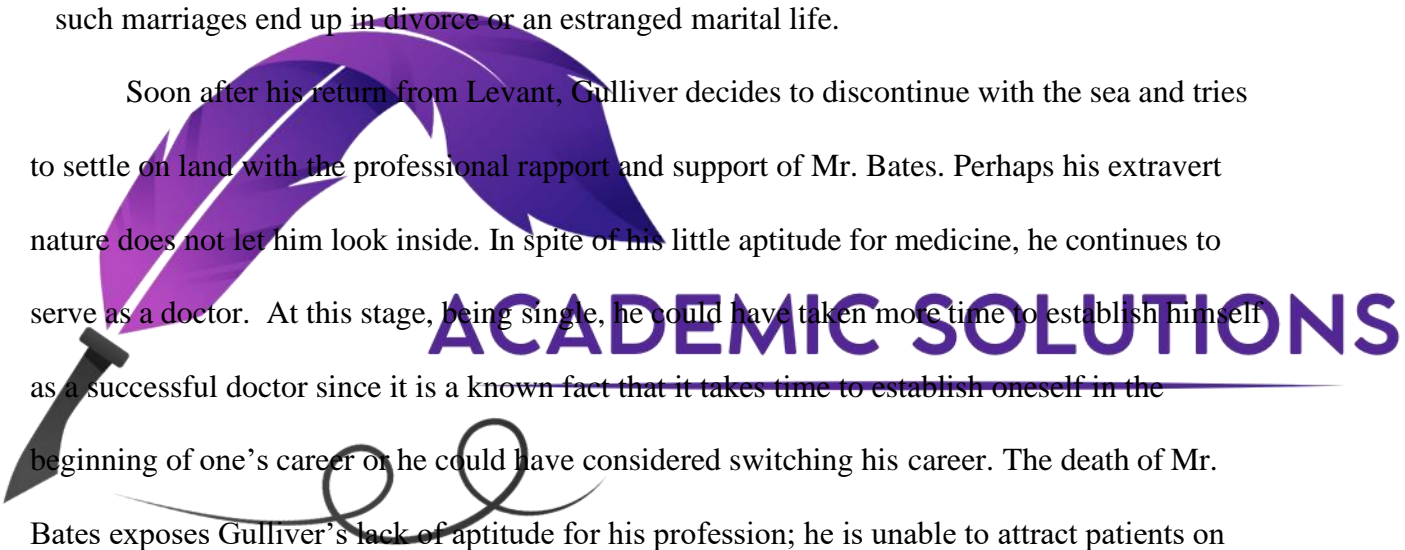 such marriages end up in divorce or an estranged marital life.
Soon after his return from Levant, Gulliver decides to discontinue with the sea and tries
to settle on land with the professional rapport and support of Mr. Bates. Perhaps his extravert
nature does not let him look inside. In spite of his little aptitude for medicine, he continues to
serve as a doctor. At this stage, being single, he could have taken more time to establish himself
ACADEMIC SOLUTIONS
as a successful doctor since it is a known fact that it takes time to establish oneself in the
beginning of one’s career or he could have considered switching his career. The death of Mr.
Bates exposes Gulliver’s lack of aptitude for his profession; he is unable to attract patients on